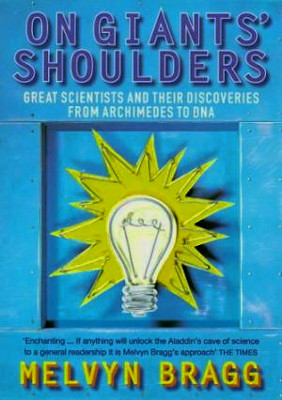 ON GIANTS'
SHOULDERS
GREAT SCIENTISTS AND THEIR DISCOVERIES
FROM ARCHIMEDES TO DNA
'Enchanting ... if anything will unlock the Aladdin's cave of science
to a general readership it is Melvyn Bragg's approach' THE TIMES
MELVYN BRAGG